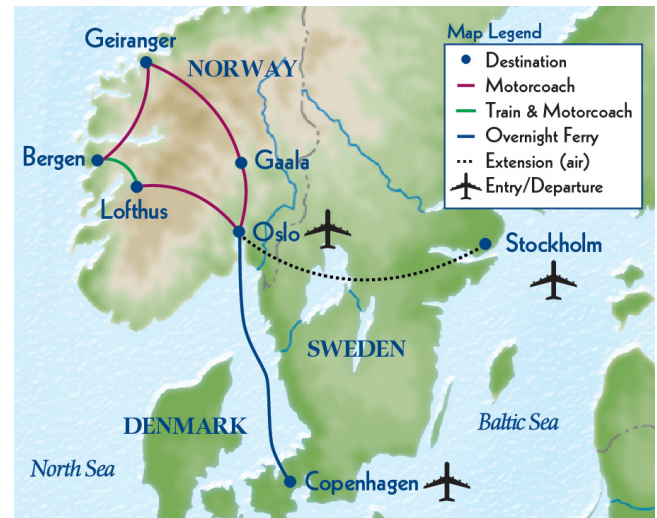 Geiranger
NORWAY
Map Legend
Destination
Motorcoach
Train & Motorcoach
Overnight Ferry
Extension (air)
Entry/Departure
Bergen
Gaala
Lofthus
Oslo
Stockholm
SWEDEN
DENMARK
Baltic Sea
North Sea
Copenhagen